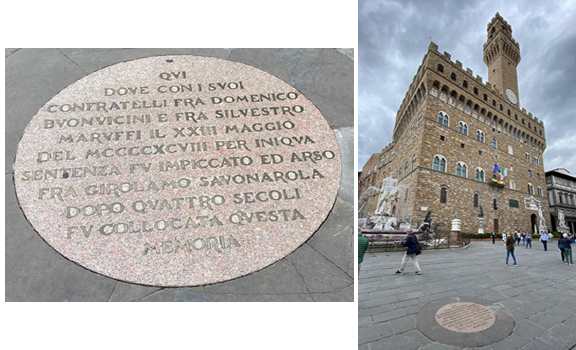 QVI
DOVE CON I SVOI
CONFRATELLI FRA DOMENICO
BVONVICINI E FRA SILVESTRO
MARVFFI IL XXIII MAGGIO
DEL MCCCCXCVIII PER INIQVA
SENTENZA FV IMPICCATO ED ARSO
FRA GIROLAMO SAVONAROLA
DOPO QVATTRO SECOLI
FV COLLOCATA QVESTA
MEMORIA